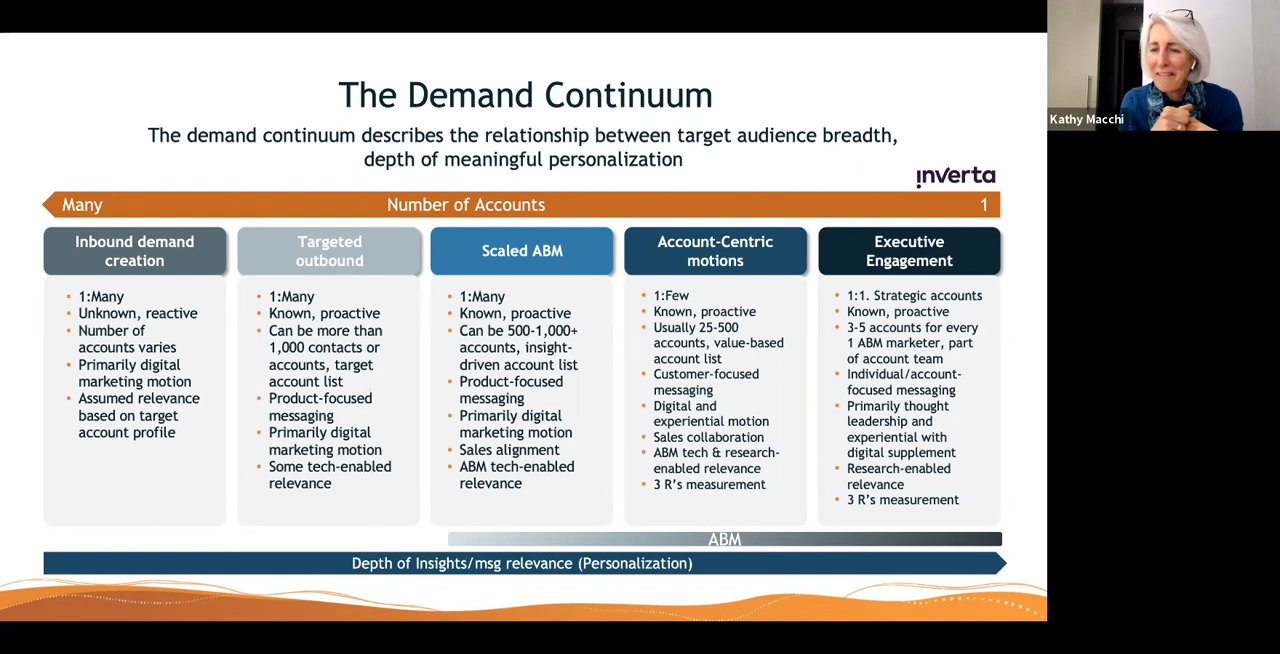 The Demand Continuum
The demand continuum describes the relationship between target audience breadth,
depth of meaningful personalization
inverta
Many
Number of Accounts
1
Inbound demand
creation
• 1:Many
• Unknown, reactive
• Number of
accounts varies
• Primarily digital
marketing motion
• Assumed relevance
based on target
account profile
Targeted
outbound
• 1:Many
• Known, proactive
• Can be more than
1,000 contacts or
accounts, target
account list
• Product-focused
messaging
• Primarily digital
marketing motion
• Some tech-enabled
relevance
Scaled ABM
• 1:Many
• Known, proactive
• Can be 500-1,000+
accounts, insight-
driven account list
• Product-focused
messaging
• Primarily digital
marketing motion
• Sales alignment
• ABM tech-enabled
relevance
Account-Centric
motions
• 1:Few
• Known, proactive
• Usually 25-500
accounts, value-based
account list
• Customer-focused
messaging
• Digital and
experiential motion
• Sales collaboration
• ABM tech & research-
enabled relevance
• 3 R’s measurement
Executive
Engagement
• 1:1. Strategic accounts
• Known, proactive
• 3-5 accounts for every
1 ABM marketer, part
of account team
• Individual/account-
focused messaging
• Primarily thought
leadership and
experiential with
digital supplement
• Research-enabled
relevance
• 3 R’s measurement
ABM
Depth of Insights/msg relevance (Personalization)
Kathy Macchi